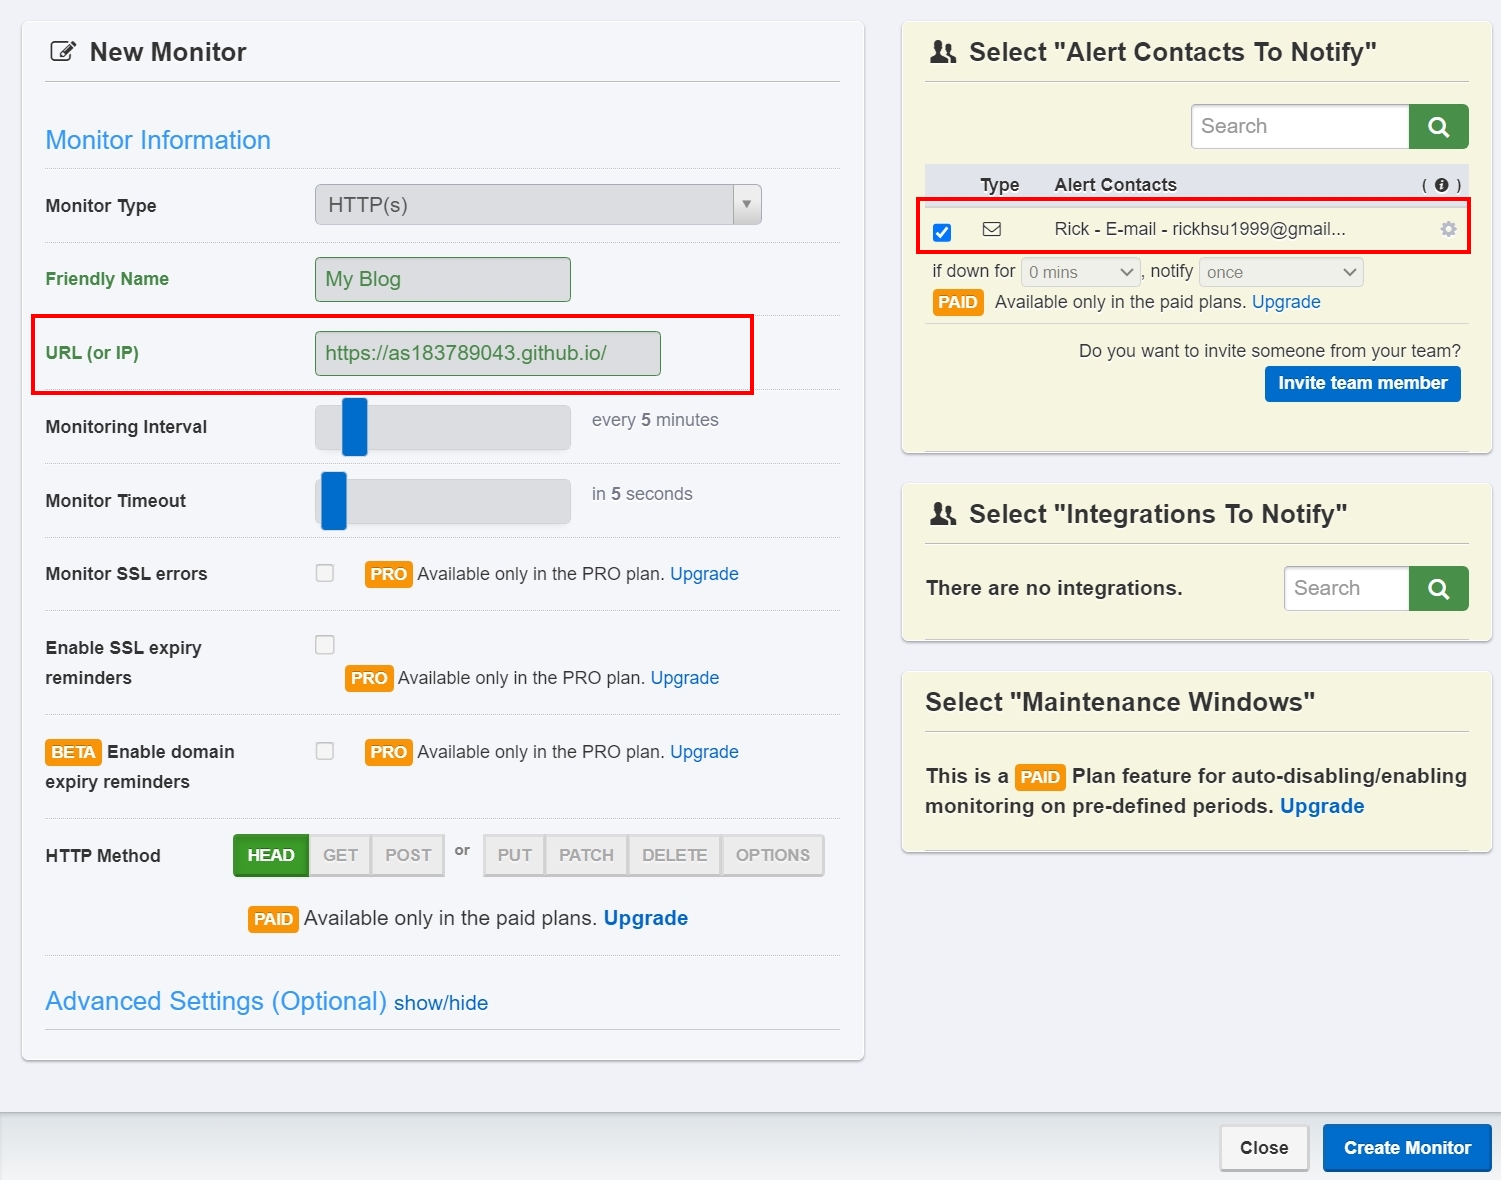 New Monitor
Monitor Information
Monitor Type HTTP(s)
Friendly Name My Blog
URL (or IP) https://as183789043.github.io/
Monitoring Interval every 5 minutes
Monitor Timeout in 5 seconds
Monitor SSL errors PRO Available only in the PRO plan. Upgrade
Enable SSL expiry
reminders
PRO Available only in the PRO plan. Upgrade
BETA Enable domain
expiry reminders
PRO Available only in the PRO plan. Upgrade
HTTP Method HEAD GET POST or PUT PATCH DELETE OPTIONS
PAID Available only in the paid plans. Upgrade
Advanced Settings (Optional) show/hide
Select "Alert Contacts To Notify"
Search
Type Alert Contacts ( i )
Rick - E-mail - rickhsu1999@gmail...
if down for 0 mins , notify once
PAID Available only in the paid plans. Upgrade
Do you want to invite someone from your team?
Invite team member
Select "Integrations To Notify"
There are no integrations. Search
Select "Maintenance Windows"
This is a PAID Plan feature for auto-disabling/enabling
monitoring on pre-defined periods. Upgrade
Close Create Monitor